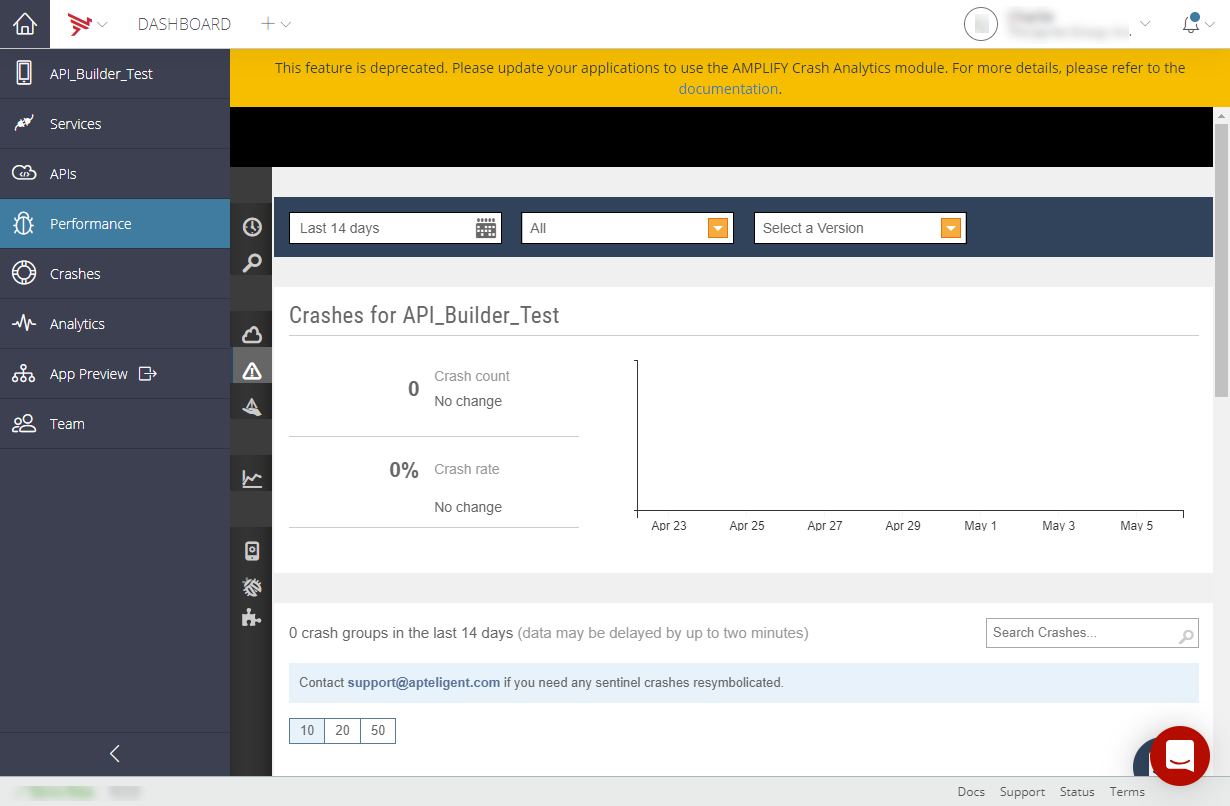 DASHBOARD
API_Builder_Test
Services
APIs
Performance
Crashes
Analytics
App Preview
Team
This feature is deprecated. Please update your applications to use the AMPLIFY Crash Analytics module. For more details, please refer to the
documentation.
Last 14 days
All
Select a Version
Crashes for API_Builder_Test
0
Crash count
No change
0%
Crash rate
No change
Apr 23 Apr 25 Apr 27 Apr 29 May 1 May 3 May 5
0 crash groups in the last 14 days (data may be delayed by up to two minutes)
Search Crashes...
Contact support@apteligent.com if you need any sentinel crashes resymbolicated.
10 20 50
Docs Support Status Terms